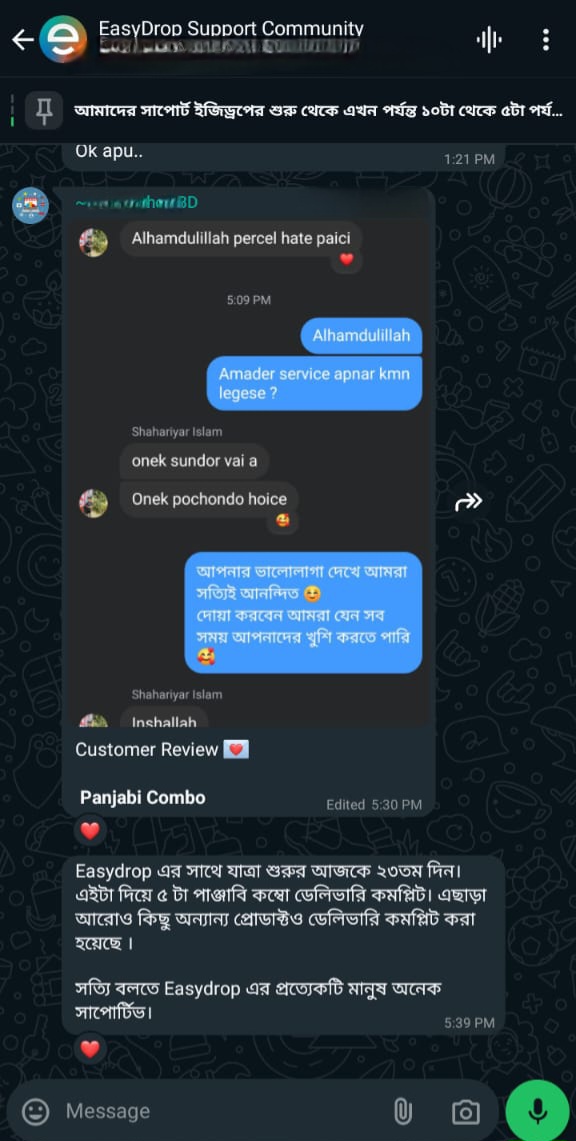 EasyDrop Support Community
আমাদের সাপোর্ট ইজিড্রপের শুরু থেকে এখন পর্যন্ত ১০টা থেকে ৫টা পর্য...
Ok apu..
1:21 PM
BD
Alhamdulillah percel hate paici
5:09 PM
Alhamdulillah
Amader service apnar kmn
legese ?
Shahariyar Islam
onek sundor vai a
Onek pochondo hoice
আপনার ভালোলাগা দেখে আমরা
সত্যিই আনন্দিত 😊
দোয়া করবেন আমরা যেন সব
সময় আপনাদের খুশি করতে পারি
🥰
Shahariyar Islam
Inshallah
Customer Review 💌
Panjabi Combo
Edited 5:30 PM
Easydrop এর সাথে যাত্রা শুরুর আজকে ২৩তম দিন।
এইটা দিয়ে ৫ টা পাঞ্জাবি কম্বো ডেলিভারি কমপ্লিট। এছাড়া
আরোও কিছু অন্যান্য প্রোডাক্টও ডেলিভারি কমপ্লিট করা
হয়েছে ।
সত্যি বলতে Easydrop এর প্রত্যেকটি মানুষ অনেক
সাপোর্টিভ।
5:39 PM
Message